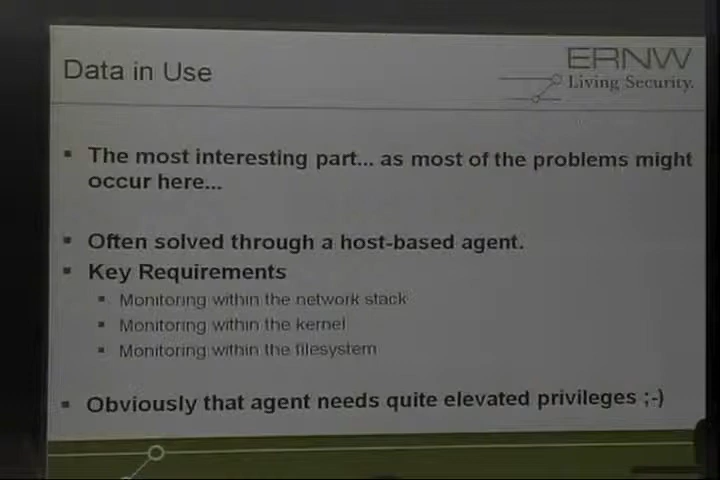 Data in Use
ERNW
Living Security.
The most interesting part... as most of the problems might
occur here...
Often solved through a host-based agent.
Key Requirements
Monitoring within the network stack
Monitoring within the kernel
Monitoring within the filesystem
Obviously that agent needs quite elevated privileges ;-)